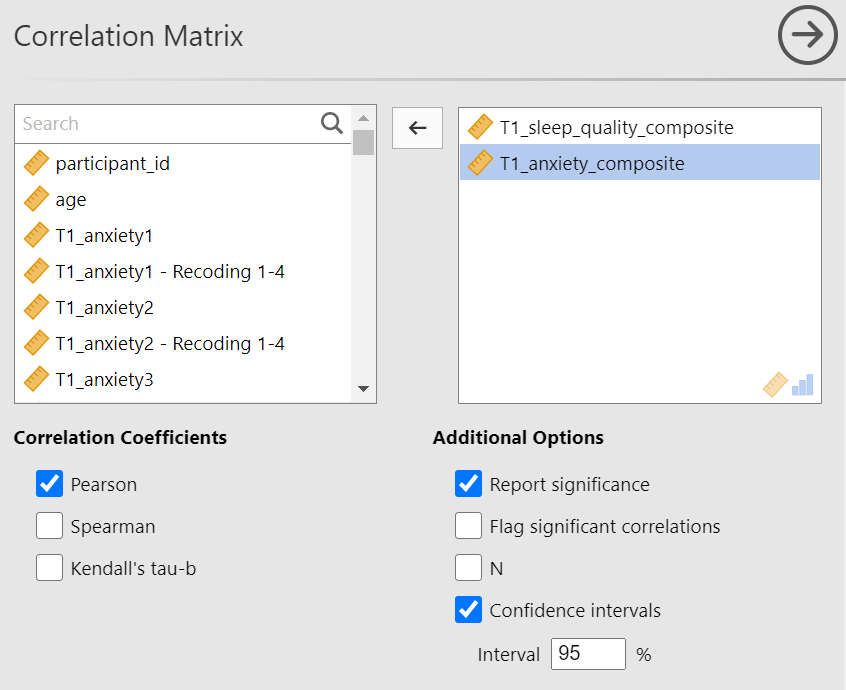 Correlation Matrix
Search
participant_id
age
T1_anxiety1
T1_anxiety1 - Recoding 1-4
T1_anxiety2
T1_anxiety2 - Recoding 1-4
T1_anxiety3
T1_sleep_quality_composite
T1_anxiety_composite
Correlation Coefficients
Pearson
Spearman
Kendall's tau-b
Additional Options
Report significance
Flag significant correlations
N
Confidence intervals
Interval 95 %